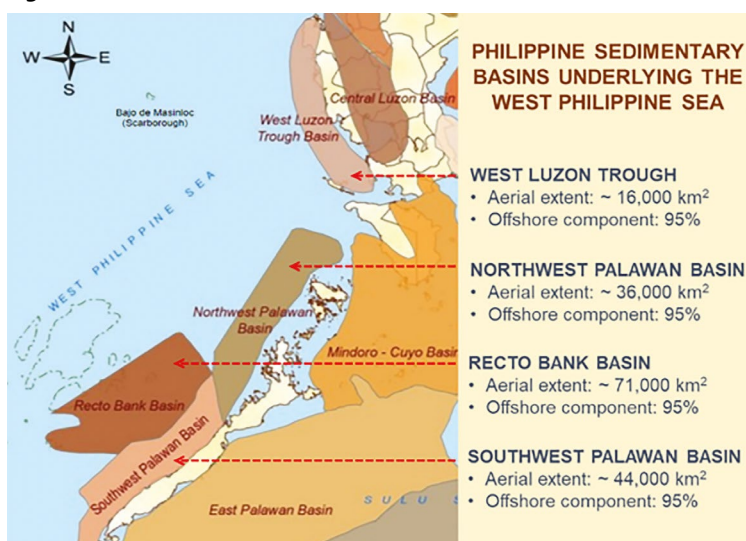 N
W E
S
Bajo de Masinloc
(Scarborough)
WEST PHILIPPINE SEA
Central Luzon Basin
West Luzon
Trough Basin
Northwest Palawan
Basin
Mindoro - Cuyo Basin
Recto Bank Basin
Southwest Palawan Basin
East Palawan Basin
SULU S
PHILIPPINE SEDIMENTARY
BASINS UNDERLYING THE
WEST PHILIPPINE SEA
WEST LUZON TROUGH
• Aerial extent: ~ 16,000 km²
• Offshore component: 95%
NORTHWEST PALAWAN BASIN
• Aerial extent: ~ 36,000 km²
• Offshore component: 95%
RECTO BANK BASIN
• Aerial extent: ~ 71,000 km²
• Offshore component: 95%
SOUTHWEST PALAWAN BASIN
• Aerial extent: ~ 44,000 km²
• Offshore component: 95%